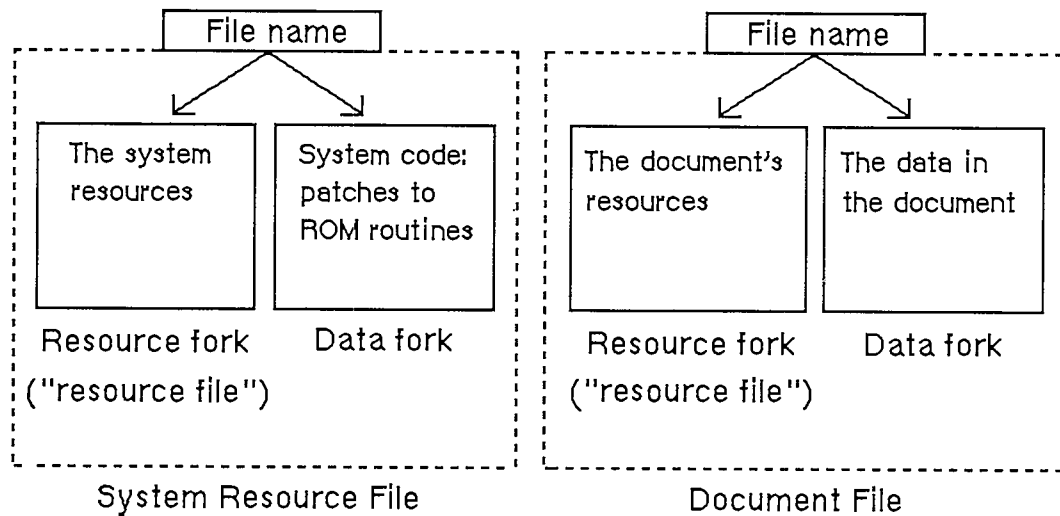 File name
The system
resources
System code:
patches to
ROM routines
Resource fork
("resource file")
Data fork
System Resource File
File name
The document's
resources
The data in
the document
Resource fork
("resource file")
Data fork
Document File